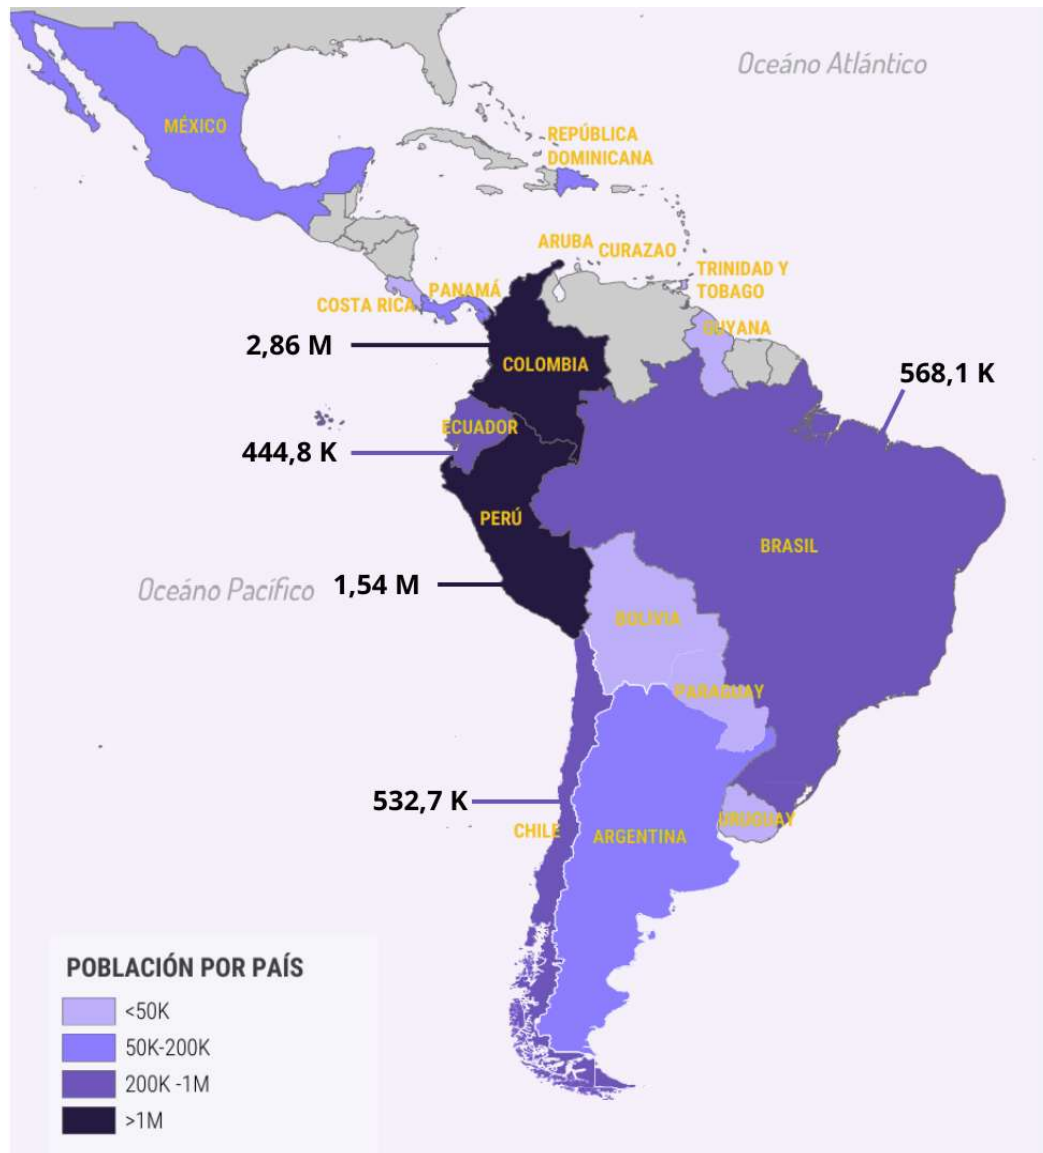 Oceáno Atlántico
MÉXICO
REPÚBLICA
DOMINICANA
ARUBA
CURAZAO
TRINIDAD Y
TOBAGO
COSTA RICA
PANAMÁ
GUYANA
2,86 M
COLOMBIA
568,1 K
ECUADOR
444,8 K
PERÚ
BRASIL
Oceáno Pacífico
1,54 M
BOLIVIA
PARAGUAY
532,7 K
CHILE
ARGENTINA
URUGUAY
POBLACIÓN POR PAÍS
<50K
50K-200K
200K -1M
>1M